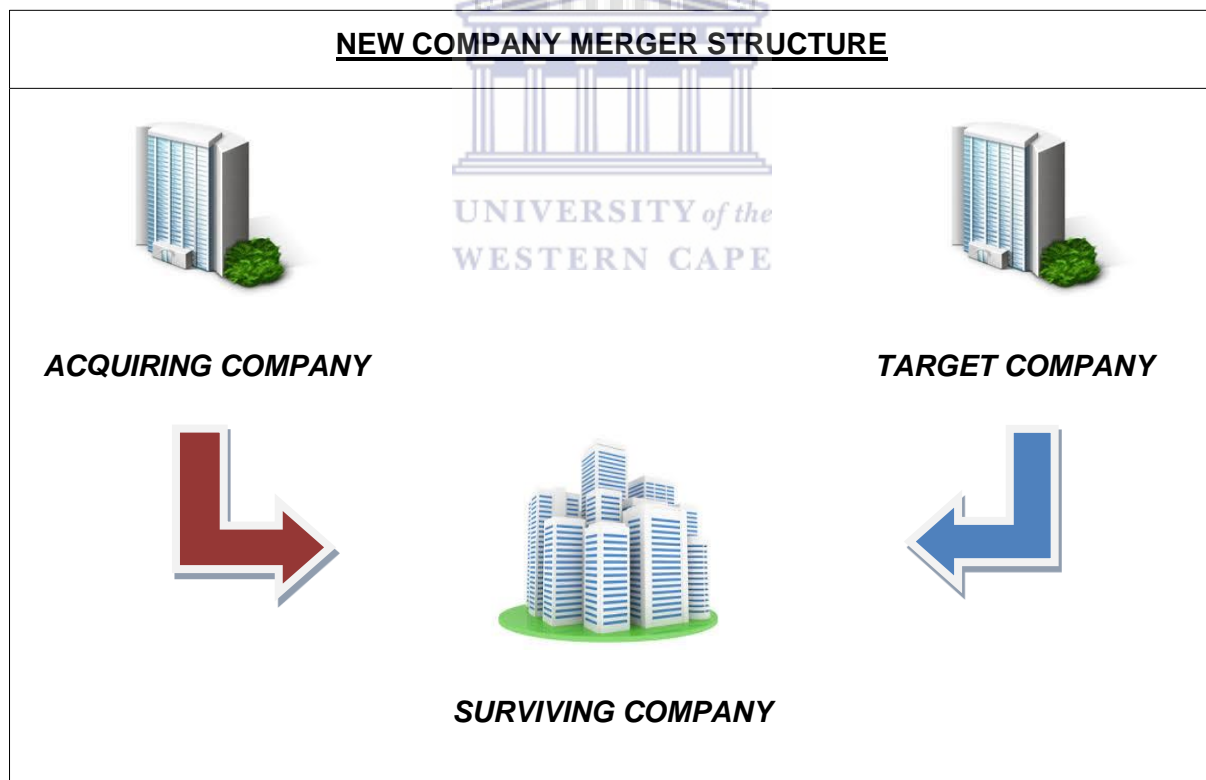 NEW COMPANY MERGER STRUCTURE
UNIVERSITY of the
WESTERN CAPE
ACQUIRING COMPANY
TARGET COMPANY
SURVIVING COMPANY